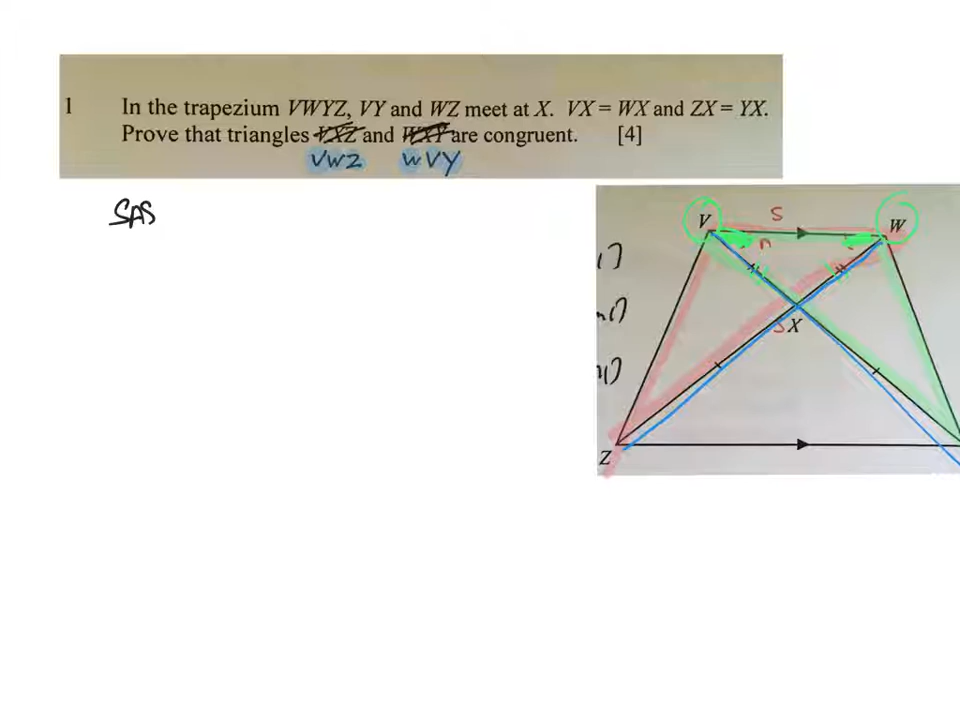 1 In the trapezium VWYZ, VY and WZ meet at X. VX = WX and ZX = YX.
Prove that triangles VXZ and WXY are congruent. [4]
VWZ WVY
SAS
V S W
X
S
Z